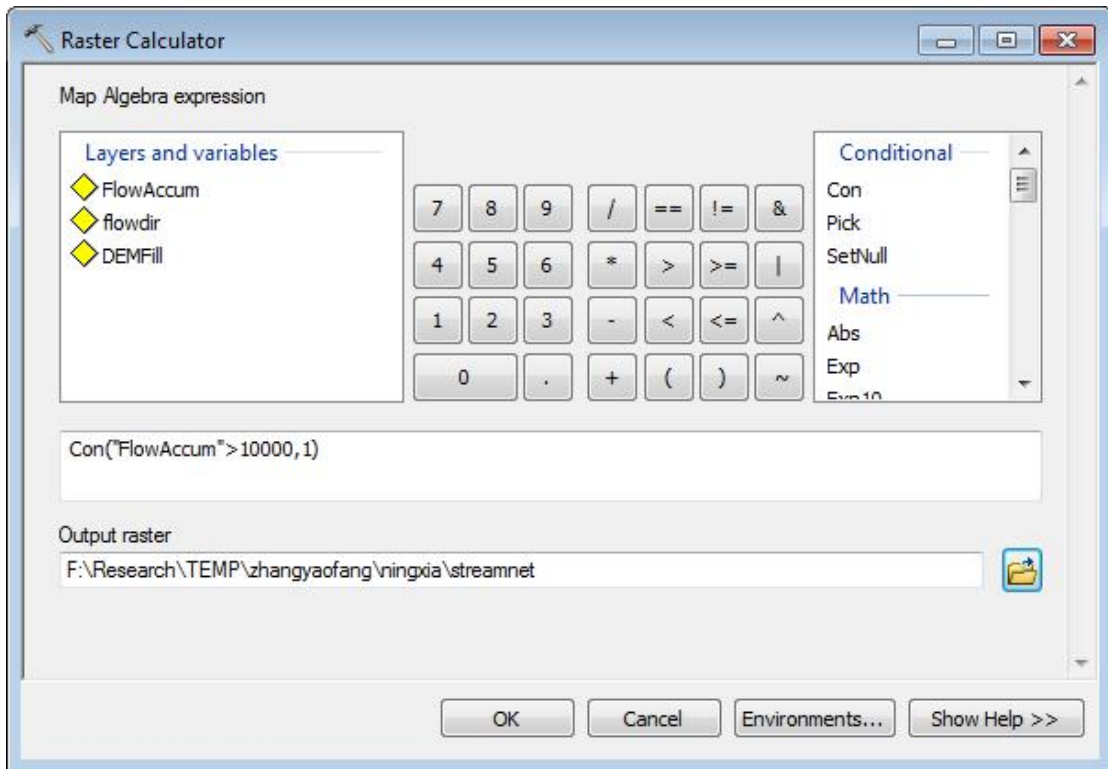 Raster Calculator
Map Algebra expression
Layers and variables
FlowAccum
flowdir
DEMFill
7 8 9 / == != &
4 5 6 * > >= |
1 2 3 - < <= ^
0 . + ( ) ~
Conditional
Con
Pick
SetNull
Math
Abs
Exp
Exp10
Con("FlowAccum">10000,1)
Output raster
F:\Research\TEMP\zhangyaofang\ningxia\streamnet
OK Cancel Environments... Show Help >>